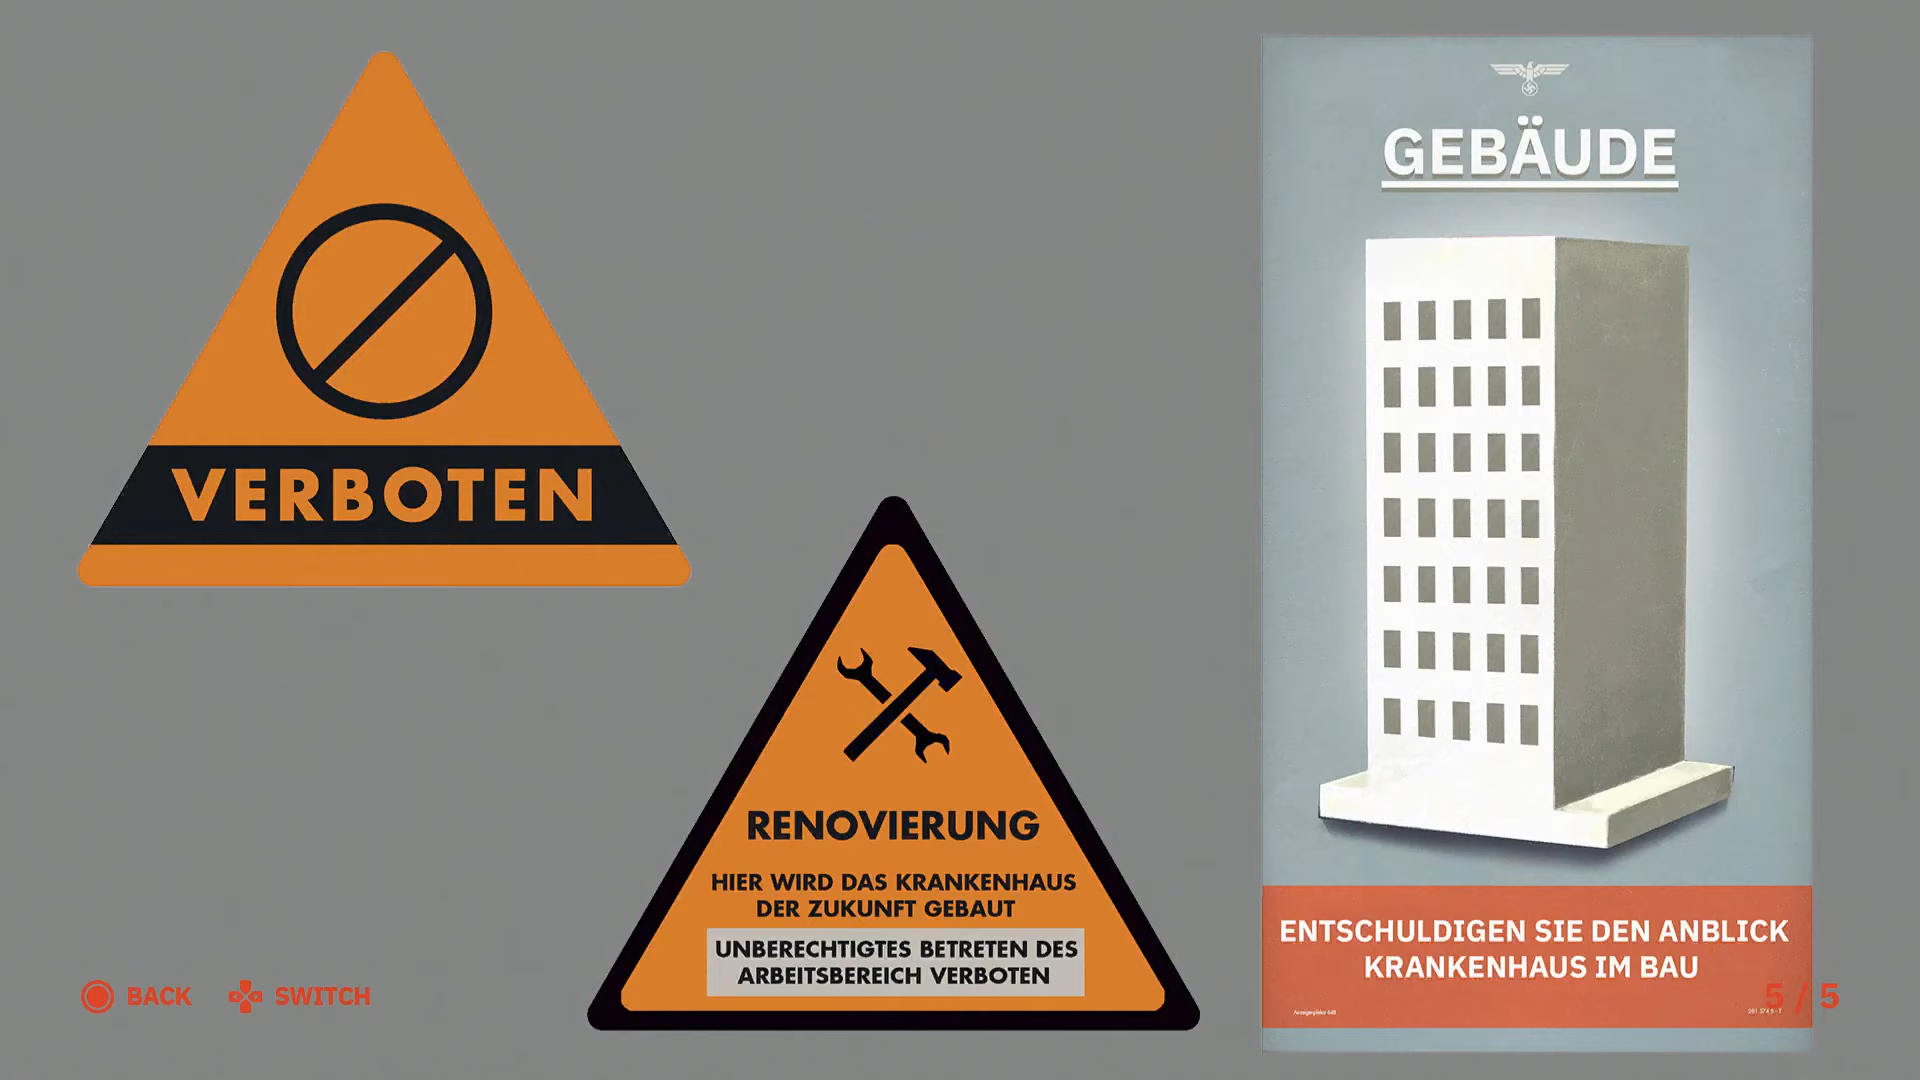 VERBOTEN
RENOVIERUNG
HIER WIRD DAS KRANKENHAUS
DER ZUKUNFT GEBAUT
UNBERECHTIGTES BETRETEN DES
ARBEITSBEREICH VERBOTEN
GEBÄUDE
ENTSCHULDIGEN SIE DEN ANBLICK
KRANKENHAUS IM BAU
BACK
SWITCH
5 / 5